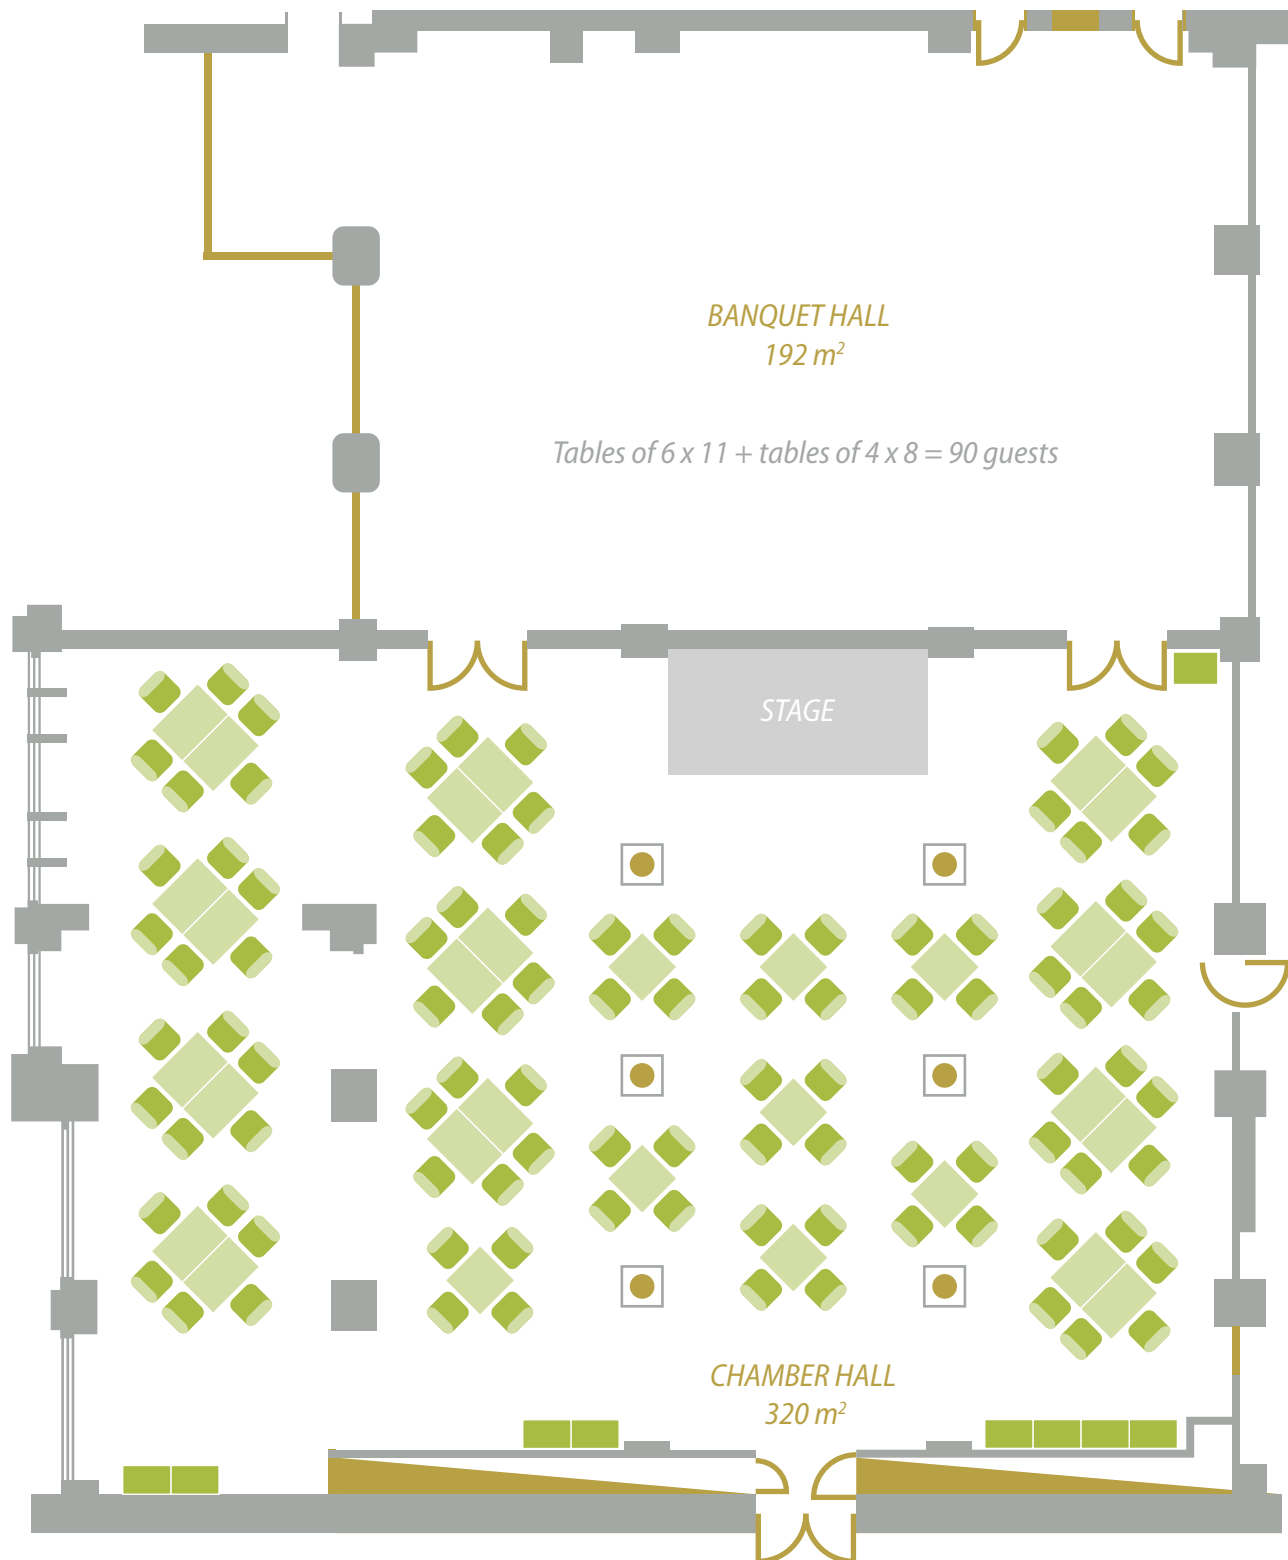 BANQUET HALL
192 m²
Tables of 6 x 11 + tables of 4 x 8 = 90 guests
STAGE
CHAMBER HALL
320 m²